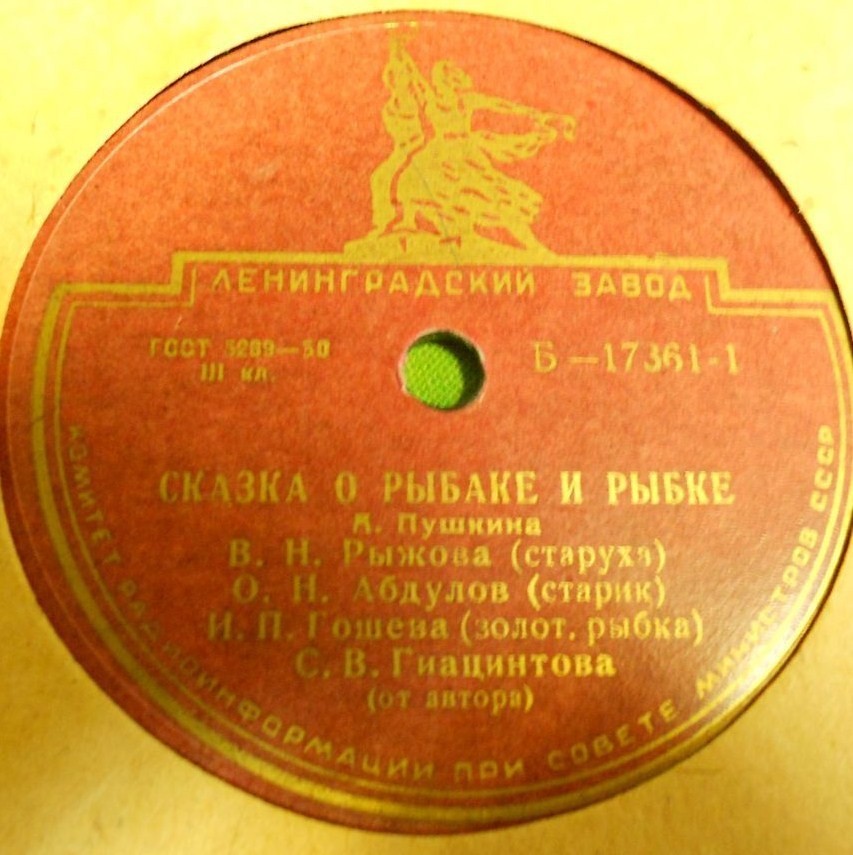 ЛЕНИНГРАДСКИЙ ЗАВОД
ГОСТ 5289—50
III кл.
Б—17361-1
СКАЗКА О РЫБАКЕ И РЫБКЕ
А. Пушкина
В. Н. Рыжова (старуха)
О. Н. Абдулов (старик)
И. П. Гошева (золот. рыбка)
С. В. Гиацинтова
(от автора)
КОМИТЕТ РАДИОИНФОРМАЦИИ ПРИ СОВЕТЕ МИНИСТРОВ СССР